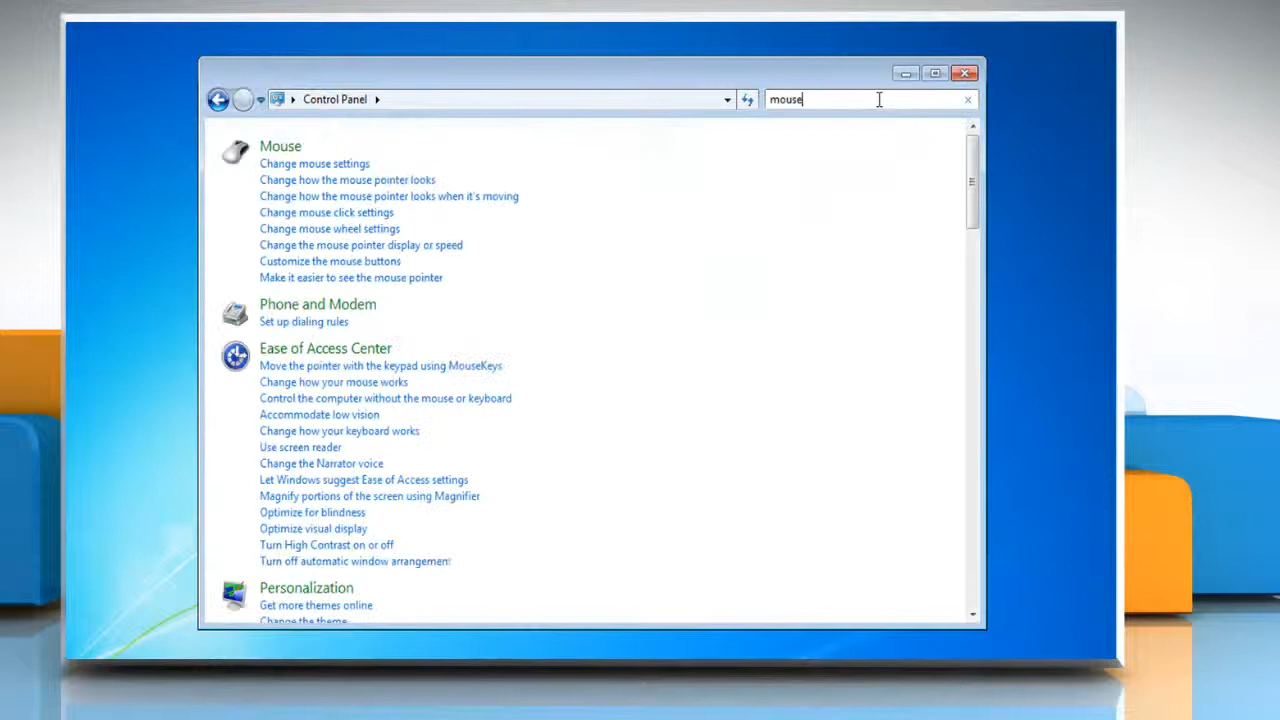 Control Panel
mouse
Mouse
Change mouse settings
Change how the mouse pointer looks
Change how the mouse pointer looks when it's moving
Change mouse click settings
Change mouse wheel settings
Change the mouse pointer display or speed
Customize the mouse buttons
Make it easier to see the mouse pointer
Phone and Modem
Set up dialing rules
Ease of Access Center
Move the pointer with the keypad using MouseKeys
Change how your mouse works
Control the computer without the mouse or keyboard
Accommodate low vision
Change how your keyboard works
Use screen reader
Change the Narrator voice
Let Windows suggest Ease of Access settings
Magnify portions of the screen using Magnifier
Optimize for blindness
Optimize visual display
Turn High Contrast on or off
Turn off automatic window arrangement
Personalization
Get more themes online
Change the theme